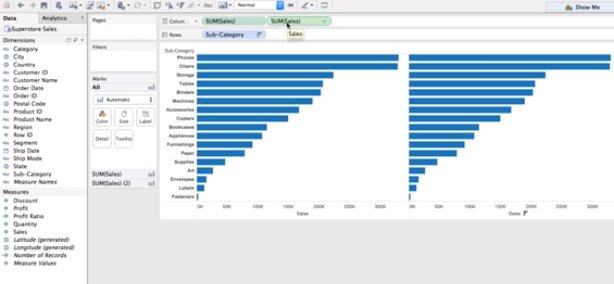 Show Me
Normal
Abc
Data
Analytics
Superstore Sales
Dimensions
Category
City
Country
Customer ID
Customer Name
Order Date
Order ID
Postal Code
Product ID
Product Name
Region
Row ID
Segment
Ship Date
Ship Mode
State
Sub-Category
Measure Names
Measures
Discount
Profit
Profit Ratio
Quantity
Sales
Latitude (generated)
Longitude (generated)
Number of Records
Measure Values
Pages
Filters
Marks
All
Automatic
Color
Size
Label
Detail
Tooltip
SUM(Sales)
SUM(Sales) (2)
SUM(Sales)
SUM(Sales)
Rows
Sub-Category
Sales
Sub-Category
Phones
Chairs
Storage
Tables
Binders
Machines
Accessories
Copiers
Bookcases
Appliances
Furnishings
Paper
Supplies
Art
Envelopes
Labels
Fasteners
0K 50K 100K 150K 200K 250K 300K
0K 50K 100K 150K 200K 250K 300K
Sales
Sales